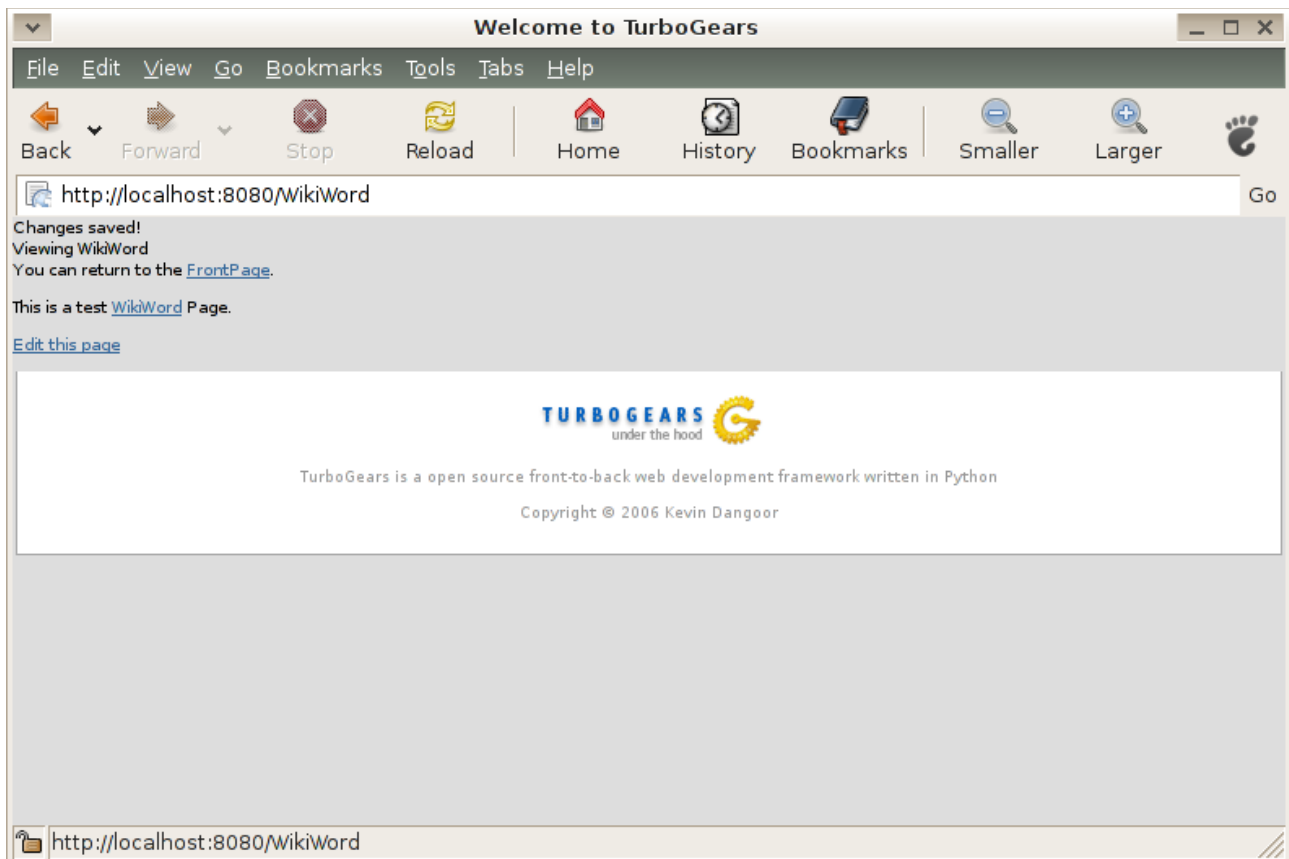 Welcome to TurboGears
File Edit View Go Bookmarks Tools Tabs Help
Back Forward Stop Reload Home History Bookmarks Smaller Larger
http://localhost:8080/WikiWord Go
Changes saved!
Viewing WikiWord
You can return to the FrontPage.
This is a test WikiWord Page.
Edit this page
TURBOGEARS
under the hood
TurboGears is a open source front-to-back web development framework written in Python
Copyright © 2006 Kevin Dangoor
http://localhost:8080/WikiWord